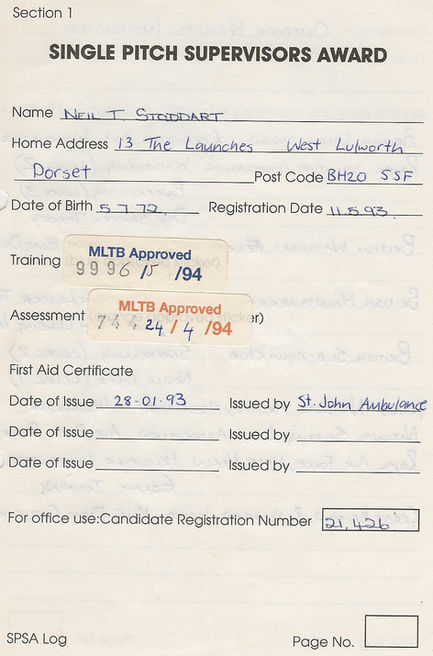 Section 1
SINGLE PITCH SUPERVISORS AWARD
Name NEIL T STODDART
Home Address 13 The Launches West Lulworth
Dorset Post Code BH20 5SF
Date of Birth 5.7.72. Registration Date 11.5.93.
MLTB Approved
Training 9996/5 /94
MLTB Approved
Assessment 744 24/4/94 er)
First Aid Certificate
Date of Issue 28-01-93 Issued by St. John Ambulance
Date of Issue Issued by
Date of Issue Issued by
For office use:Candidate Registration Number 21,426
SPSA Log Page No.